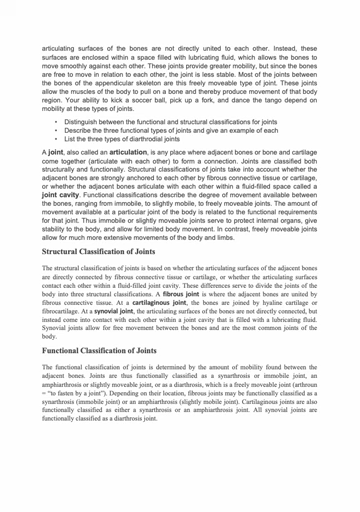 articulating surfaces of the bones are not directly united to each other. Instead, these
surfaces are enclosed within a space filled with lubricating fluid, which allows the bones to
move smoothly against each other. These joints provide greater mobility, but since the bones
are free to move in relation to each other, the joint is less stable. Most of the joints between
the bones of the appendicular skeleton are this freely moveable type of joint. These joints
allow the muscles of the body to pull on a bone and thereby produce movement of that body
region. Your ability to kick a soccer ball, pick up a fork, and dance the tango depend on
mobility at these types of joints.
• Distinguish between the functional and structural classifications for joints
• Describe the three functional types of joints and give an example of each
• List the three types of diarthrodial joints
A joint, also called an articulation, is any place where adjacent bones or bone and cartilage
come together (articulate with each other) to form a connection. Joints are classified both
structurally and functionally. Structural classifications of joints take into account whether the
adjacent bones are strongly anchored to each other by fibrous connective tissue or cartilage,
or whether the adjacent bones articulate with each other within a fluid-filled space called a
joint cavity. Functional classifications describe the degree of movement available between
the bones, ranging from immobile, to slightly mobile, to freely moveable joints. The amount of
movement available at a particular joint of the body is related to the functional requirements
for that joint. Thus immobile or slightly moveable joints serve to protect internal organs, give
stability to the body, and allow for limited body movement. In contrast, freely moveable joints
allow for much more extensive movements of the body and limbs.
Structural Classification of Joints
The structural classification of joints is based on whether the articulating surfaces of the adjacent bones
are directly connected by fibrous connective tissue or cartilage, or whether the articulating surfaces
contact each other within a fluid-filled joint cavity. These differences serve to divide the joints of the
body into three structural classifications. A fibrous joint is where the adjacent bones are united by
fibrous connective tissue. At a cartilaginous joint, the bones are joined by hyaline cartilage or
fibrocartilage. At a synovial joint, the articulating surfaces of the bones are not directly connected, but
instead come into contact with each other within a joint cavity that is filled with a lubricating fluid.
Synovial joints allow for free movement between the bones and are the most common joints of the
body.
Functional Classification of Joints
The functional classification of joints is determined by the amount of mobility found between the
adjacent bones. Joints are thus functionally classified as a synarthrosis or immobile joint, an
amphiarthrosis or slightly moveable joint, or as a diarthrosis, which is a freely moveable joint (arthroun
= “to fasten by a joint”). Depending on their location, fibrous joints may be functionally classified as a
synarthrosis (immobile joint) or an amphiarthrosis (slightly mobile joint). Cartilaginous joints are also
functionally classified as either a synarthrosis or an amphiarthrosis joint. All synovial joints are
functionally classified as a diarthrosis joint.